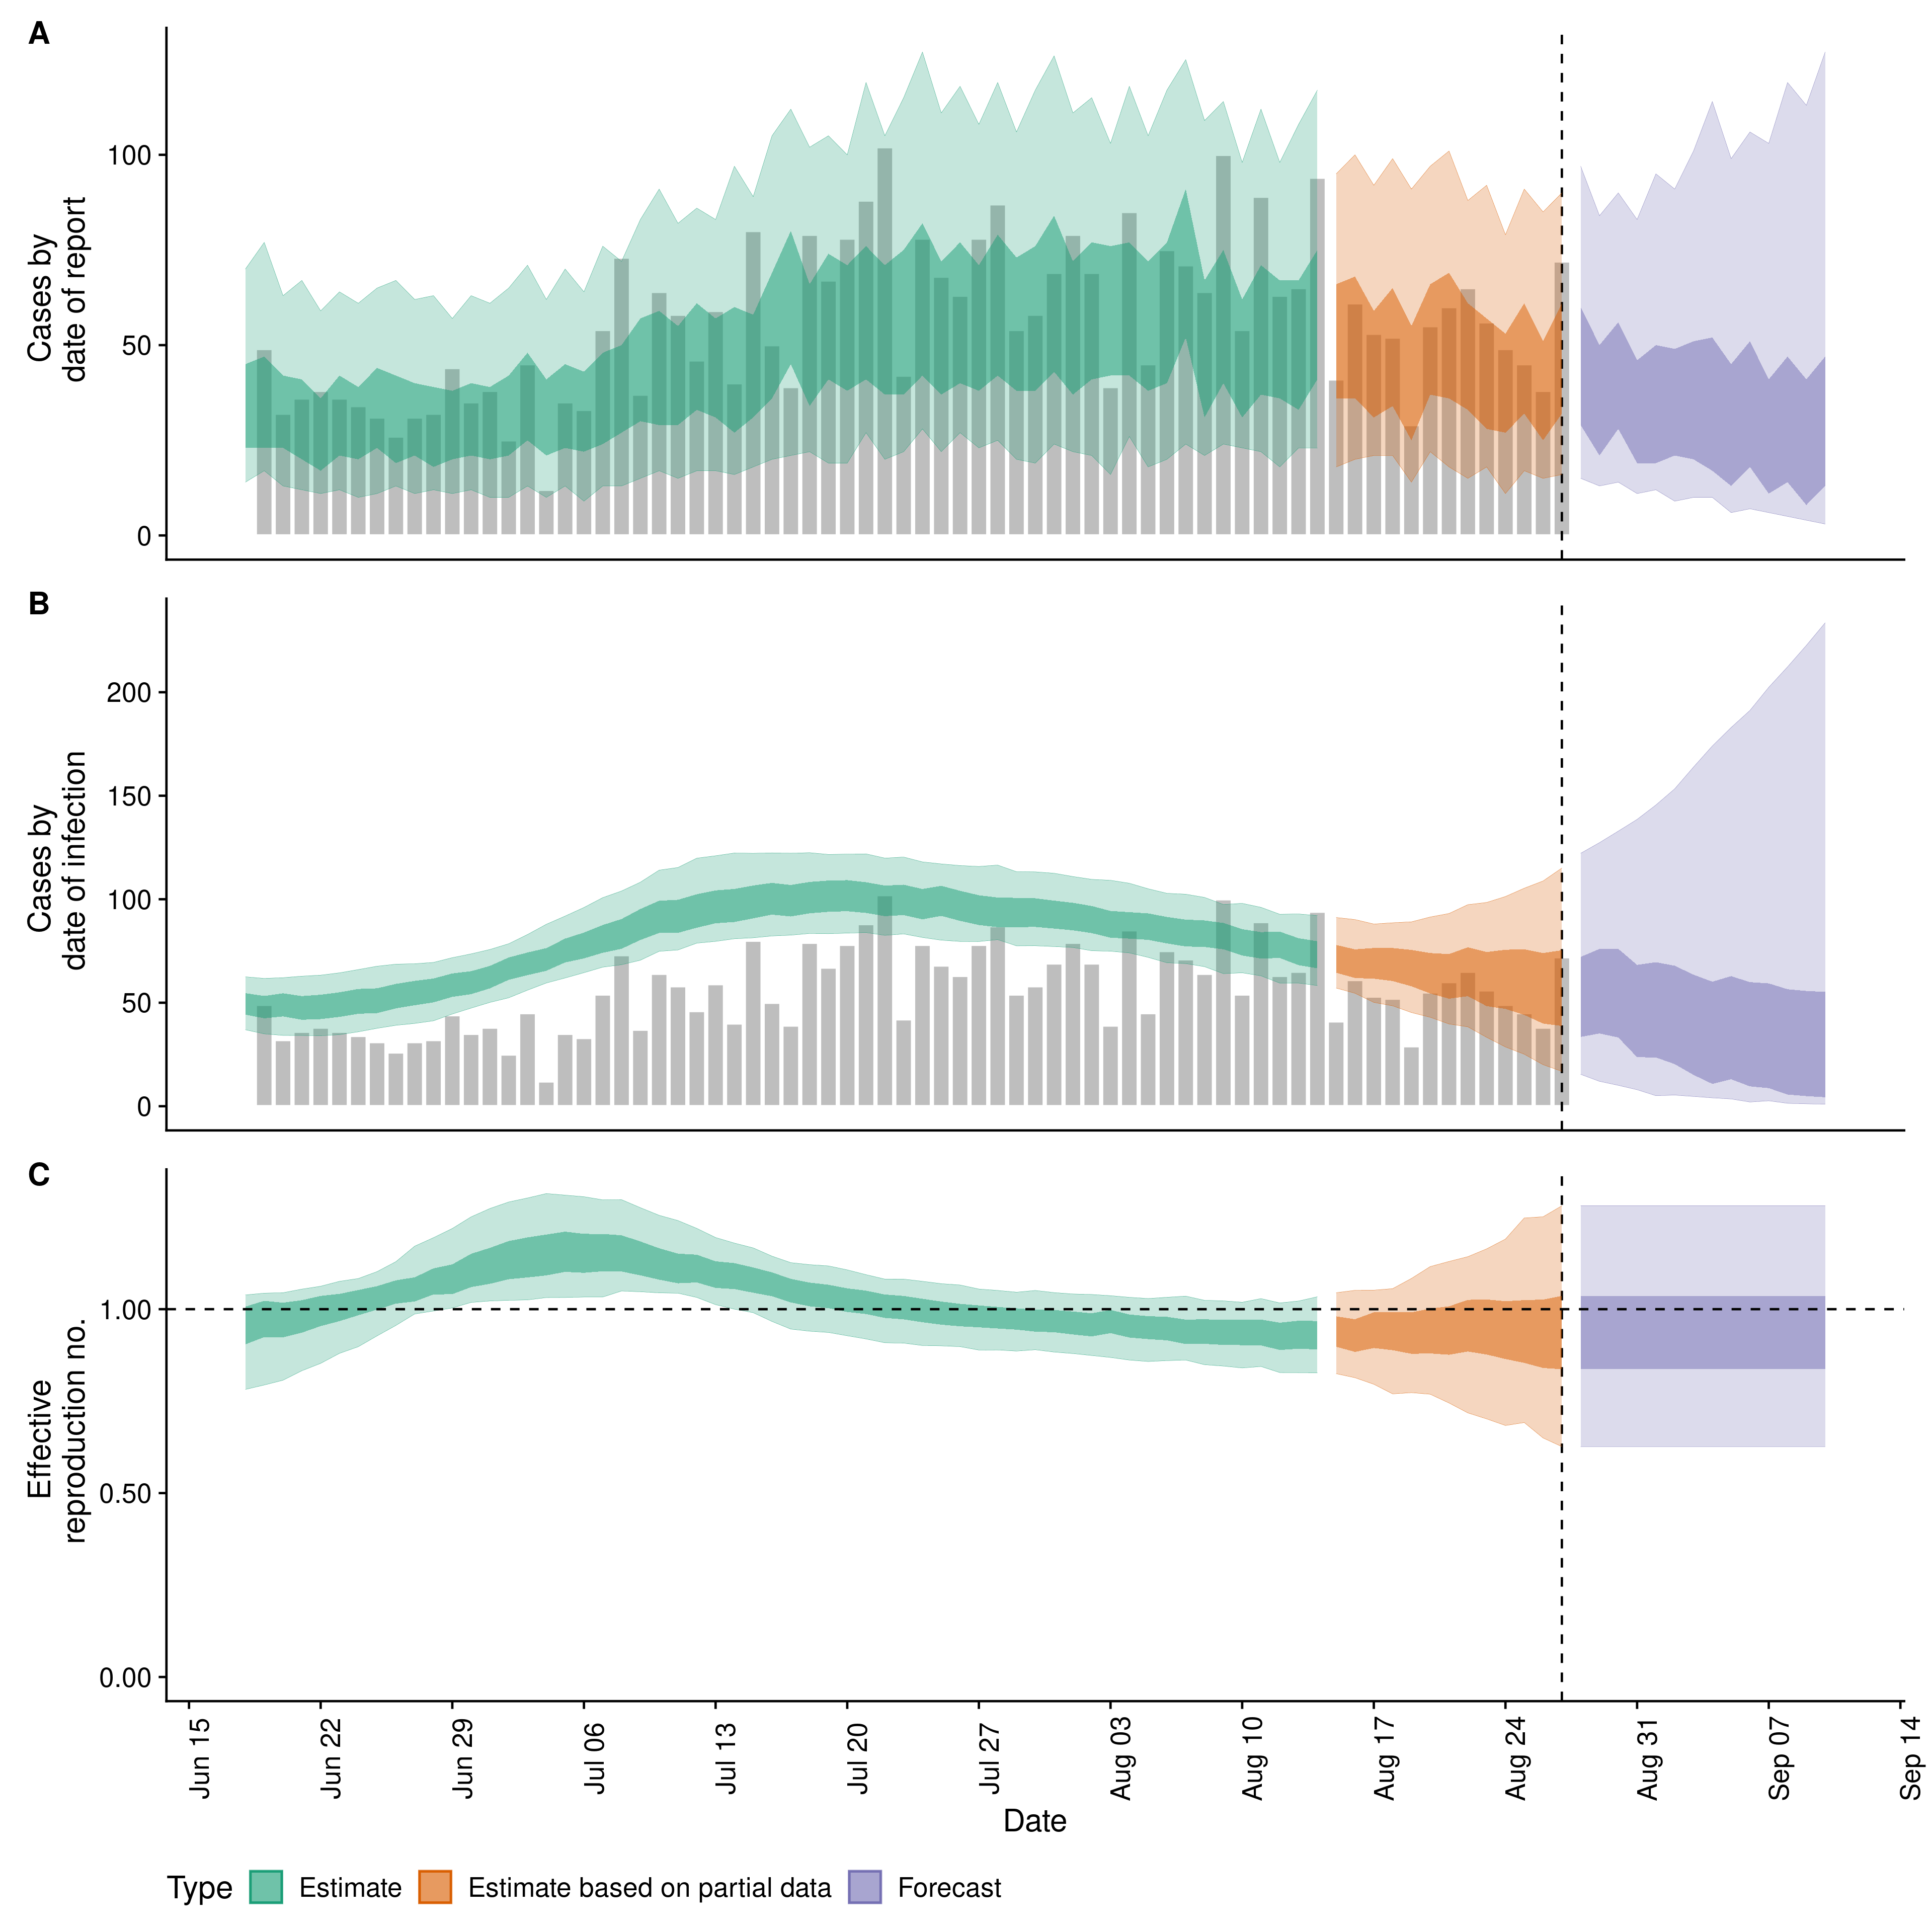 A
Cases by
date of report
100
50
0
B
Cases by
date of infection
200
150
100
50
0
C
Effective
reproduction no.
1.00
0.50
0.00
Jun 15
Jun 22
Jun 29
Jul 06
Jul 13
Jul 20
Jul 27
Aug 03
Aug 10
Aug 17
Aug 24
Aug 31
Sep 07
Sep 14
Date
Type
Estimate
Estimate based on partial data
Forecast